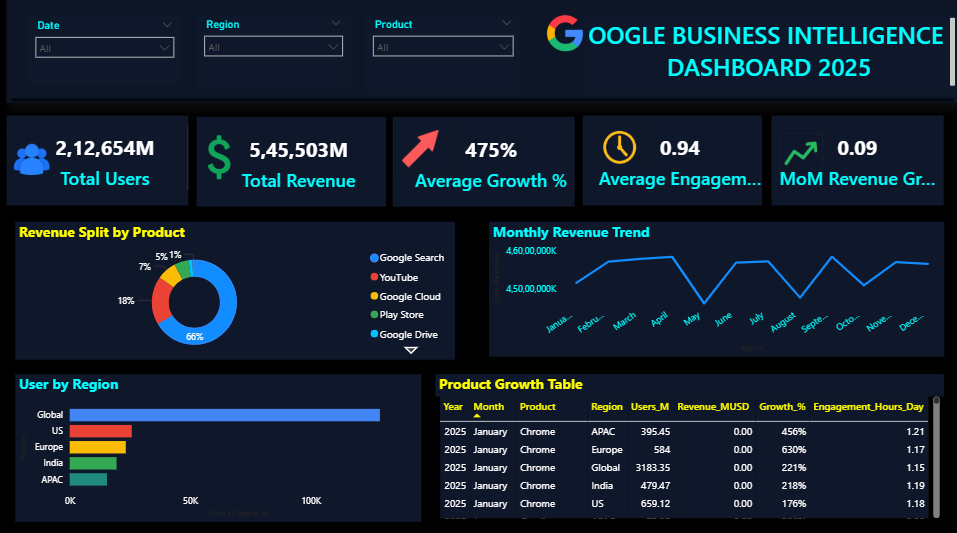 Date
All
Region
All
Product
All
OOGLE BUSINESS INTELLIGENCE
DASHBOARD 2025
2,12,654M
Total Users
5,45,503M
Total Revenue
475%
Average Growth %
0.94
Average Engagem...
0.09
MoM Revenue Gr...
Revenue Split by Product
5% 1%
7%
18%
66%
Google Search
YouTube
Google Cloud
Play Store
Google Drive
Monthly Revenue Trend
4,60,00,000K
4,50,00,000K
Janua... Febru... March April May June July August Septe... Octo... Nove... Dece...
Month
User by Region
Global
US
Europe
India
APAC
0K 50K 100K
Product Growth Table
Year Month Product Region Users_M Revenue_MUSD Growth_% Engagement_Hours_Day
2025 January Chrome APAC 395.45 0.00 456% 1.21
2025 January Chrome Europe 584 0.00 630% 1.17
2025 January Chrome Global 3183.35 0.00 221% 1.15
2025 January Chrome India 479.47 0.00 218% 1.19
2025 January Chrome US 659.12 0.00 176% 1.18